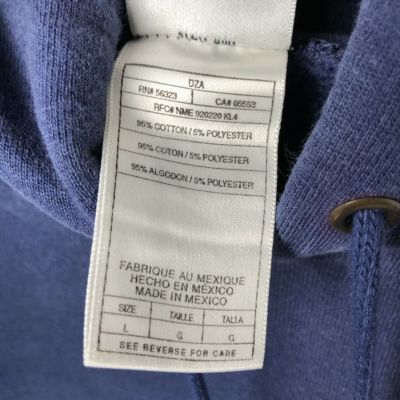 DZA
RN# 56323 CA# 05553
RFC# NME 920220 KL4
95% COTTON / 5% POLYESTER
95% COTON / 5% POLYESTER
95% ALGODON / 5% POLYESTER
FABRIQUE AU MEXIQUE
HECHO EN MÉXICO
MADE IN MEXICO
SIZE TAILLE TALLA
L G G
SEE REVERSE FOR CARE